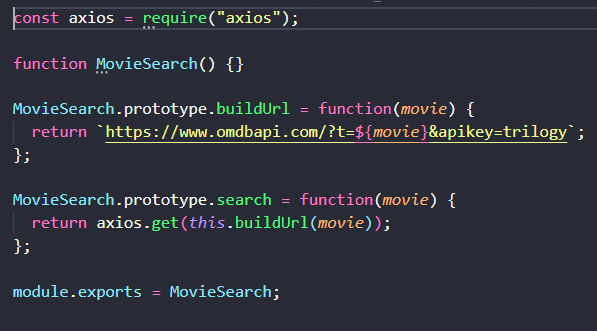 const axios = require("axios");
function MovieSearch() {}
MovieSearch.prototype.buildUrl = function(movie) {
return `https://www.omdbapi.com/?t=${movie}&apikey=trilogy`;
};
MovieSearch.prototype.search = function(movie) {
return axios.get(this.buildUrl(movie));
};
module.exports = MovieSearch;